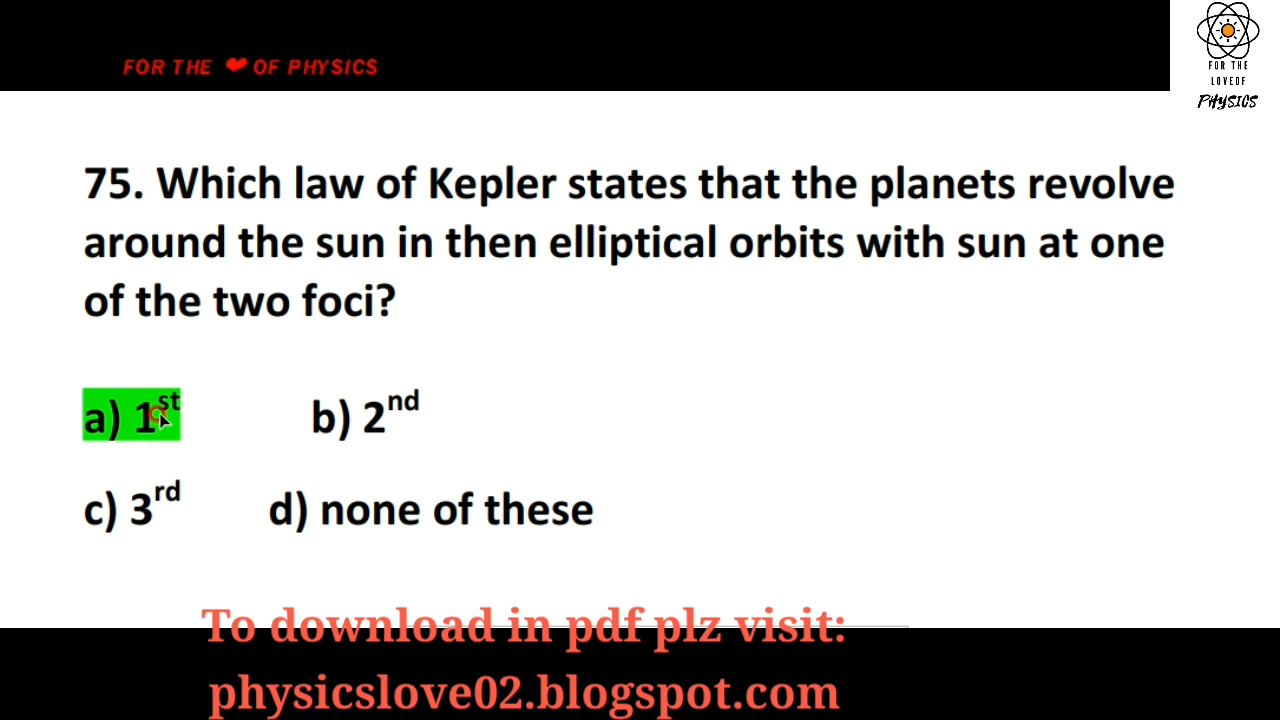 FOR THE ❤ OF PHYSICS
FOR THE
LOVEOF
PHYSICS
75. Which law of Kepler states that the planets revolve
around the sun in then elliptical orbits with sun at one
of the two foci?
a) 1st b) 2nd
c) 3rd d) none of these
To download in pdf plz visit:
physicslove02.blogspot.com